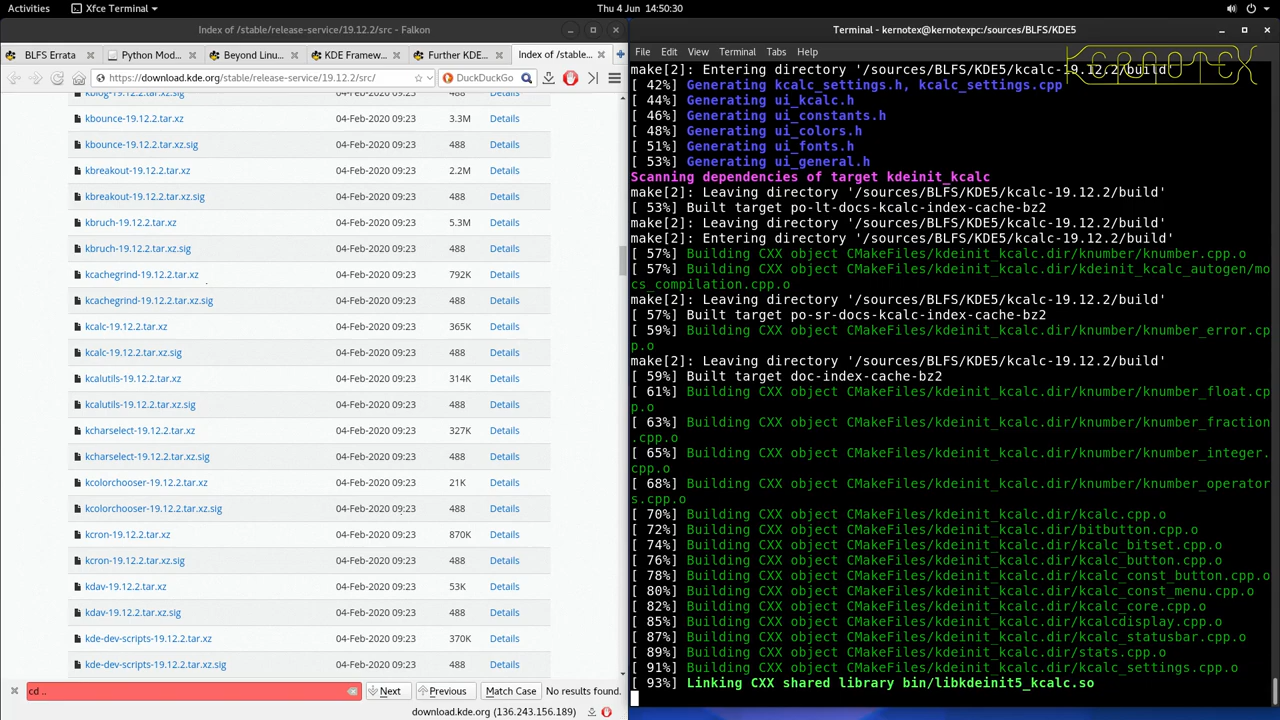 Activities
Xfce Terminal
Thu 4 Jun 14:50:30
Index of /stable/release-service/19.12.2/src/ - Falkon
BLFS Errata
Python Mod...
Beyond Linu...
KDE Framew...
Further KDE...
Index of /stable...
https://download.kde.org/stable/release-service/19.12.2/src/
DuckDuckGo
kblog-19.12.2.tar.xz.sig 04-Feb-2020 09:23 488 Details
kbounce-19.12.2.tar.xz 04-Feb-2020 09:23 3.3M Details
kbounce-19.12.2.tar.xz.sig 04-Feb-2020 09:23 488 Details
kbreakout-19.12.2.tar.xz 04-Feb-2020 09:23 2.2M Details
kbreakout-19.12.2.tar.xz.sig 04-Feb-2020 09:23 488 Details
kbruch-19.12.2.tar.xz 04-Feb-2020 09:23 5.3M Details
kbruch-19.12.2.tar.xz.sig 04-Feb-2020 09:23 488 Details
kcachegrind-19.12.2.tar.xz 04-Feb-2020 09:23 792K Details
kcachegrind-19.12.2.tar.xz.sig 04-Feb-2020 09:23 488 Details
kcalc-19.12.2.tar.xz 04-Feb-2020 09:23 365K Details
kcalc-19.12.2.tar.xz.sig 04-Feb-2020 09:23 488 Details
kcalutils-19.12.2.tar.xz 04-Feb-2020 09:23 314K Details
kcalutils-19.12.2.tar.xz.sig 04-Feb-2020 09:23 488 Details
kcharselect-19.12.2.tar.xz 04-Feb-2020 09:23 327K Details
kcharselect-19.12.2.tar.xz.sig 04-Feb-2020 09:23 488 Details
kcolorchooser-19.12.2.tar.xz 04-Feb-2020 09:23 21K Details
kcolorchooser-19.12.2.tar.xz.sig 04-Feb-2020 09:23 488 Details
kcron-19.12.2.tar.xz 04-Feb-2020 09:23 870K Details
kcron-19.12.2.tar.xz.sig 04-Feb-2020 09:23 488 Details
kdav-19.12.2.tar.xz 04-Feb-2020 09:23 53K Details
kdav-19.12.2.tar.xz.sig 04-Feb-2020 09:23 488 Details
kde-dev-scripts-19.12.2.tar.xz 04-Feb-2020 09:23 370K Details
kde-dev-scripts-19.12.2.tar.xz.sig 04-Feb-2020 09:23 488 Details
cd .. Next Previous Match Case No results found.
download.kde.org (136.243.156.189)
Terminal - kernotex@kernotexpc:/sources/BLFS/KDE5
File Edit View Terminal Tabs Help
KERNOTEX
make[2]: Entering directory '/sources/BLFS/KDE5/kcalc-19.12.2/build'
[ 42%] Generating kcalc_settings.h, kcalc_settings.cpp
[ 44%] Generating ui_kcalc.h
[ 46%] Generating ui_constants.h
[ 48%] Generating ui_colors.h
[ 51%] Generating ui_fonts.h
[ 53%] Generating ui_general.h
Scanning dependencies of target kdeinit_kcalc
make[2]: Leaving directory '/sources/BLFS/KDE5/kcalc-19.12.2/build'
[ 53%] Built target po-lt-docs-kcalc-index-cache-bz2
make[2]: Leaving directory '/sources/BLFS/KDE5/kcalc-19.12.2/build'
make[2]: Entering directory '/sources/BLFS/KDE5/kcalc-19.12.2/build'
[ 57%] Building CXX object CMakeFiles/kdeinit_kcalc.dir/knumber/knumber.cpp.o
[ 57%] Building CXX object CMakeFiles/kdeinit_kcalc.dir/kdeinit_kcalc_autogen/mo
cs_compilation.cpp.o
make[2]: Leaving directory '/sources/BLFS/KDE5/kcalc-19.12.2/build'
[ 57%] Built target po-sr-docs-kcalc-index-cache-bz2
[ 59%] Building CXX object CMakeFiles/kdeinit_kcalc.dir/knumber/knumber_error.cp
p.o
make[2]: Leaving directory '/sources/BLFS/KDE5/kcalc-19.12.2/build'
[ 59%] Built target doc-index-cache-bz2
[ 61%] Building CXX object CMakeFiles/kdeinit_kcalc.dir/knumber/knumber_float.cp
p.o
[ 63%] Building CXX object CMakeFiles/kdeinit_kcalc.dir/knumber/knumber_fraction
.cpp.o
[ 65%] Building CXX object CMakeFiles/kdeinit_kcalc.dir/knumber/knumber_integer.
cpp.o
[ 68%] Building CXX object CMakeFiles/kdeinit_kcalc.dir/knumber/knumber_operator
s.cpp.o
[ 70%] Building CXX object CMakeFiles/kdeinit_kcalc.dir/kcalc.cpp.o
[ 72%] Building CXX object CMakeFiles/kdeinit_kcalc.dir/bitbutton.cpp.o
[ 74%] Building CXX object CMakeFiles/kdeinit_kcalc.dir/kcalc_bitset.cpp.o
[ 76%] Building CXX object CMakeFiles/kdeinit_kcalc.dir/kcalc_button.cpp.o
[ 78%] Building CXX object CMakeFiles/kdeinit_kcalc.dir/kcalc_const_button.cpp.o
[ 80%] Building CXX object CMakeFiles/kdeinit_kcalc.dir/kcalc_const_menu.cpp.o
[ 82%] Building CXX object CMakeFiles/kdeinit_kcalc.dir/kcalc_core.cpp.o
[ 85%] Building CXX object CMakeFiles/kdeinit_kcalc.dir/kcalcdisplay.cpp.o
[ 87%] Building CXX object CMakeFiles/kdeinit_kcalc.dir/kcalc_statusbar.cpp.o
[ 89%] Building CXX object CMakeFiles/kdeinit_kcalc.dir/stats.cpp.o
[ 91%] Building CXX object CMakeFiles/kdeinit_kcalc.dir/kcalc_settings.cpp.o
[ 93%] Linking CXX shared library bin/libkdeinit5_kcalc.so